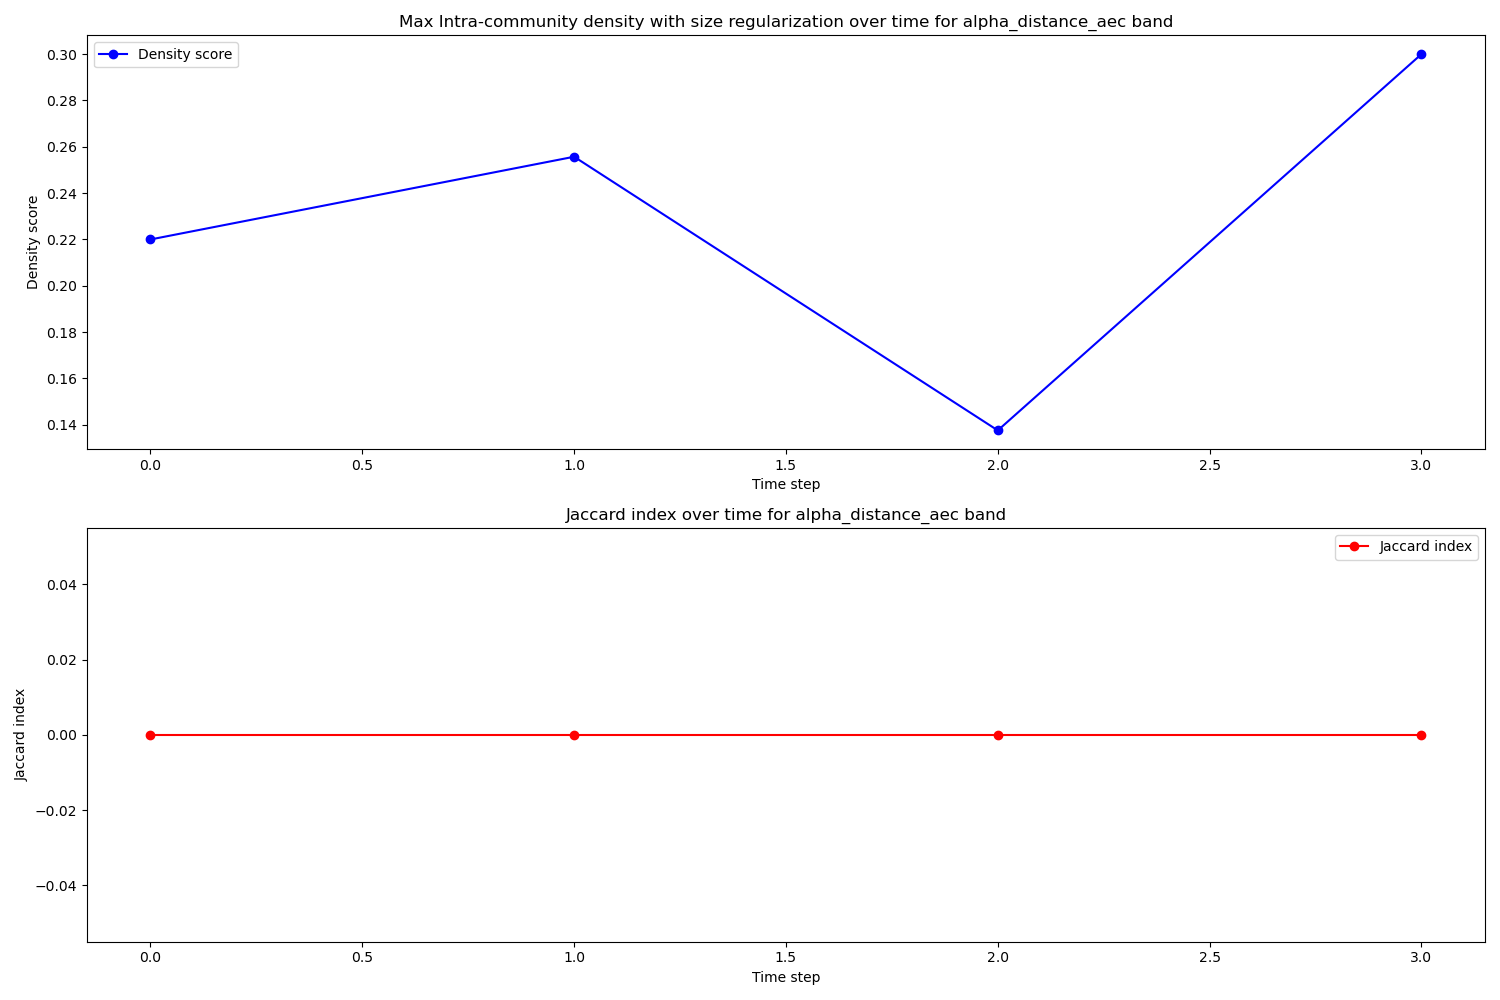 Max Intra-community density with size regularization over time for alpha_distance_aec band
Density score
0.30
0.28
0.26
0.24
0.22
0.20
0.18
0.16
0.14
Density score
0.0 0.5 1.0 1.5 2.0 2.5 3.0
Time step
Jaccard index over time for alpha_distance_aec band
Jaccard index
0.04
0.02
0.00
−0.02
−0.04
Jaccard index
0.0 0.5 1.0 1.5 2.0 2.5 3.0
Time step